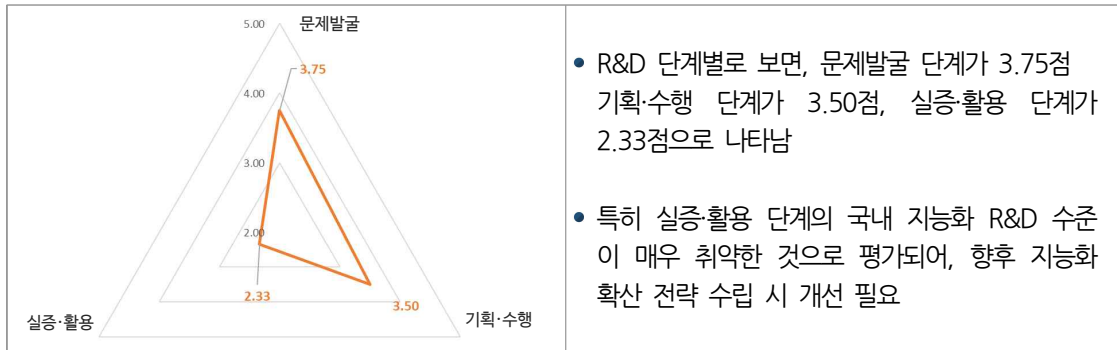 5.00
문제발굴
3.75
4.00
3.00
2.00
2.33
3.50
실증·활용
기획·수행
• R&D 단계별로 보면, 문제발굴 단계가 3.75점
기획·수행 단계가 3.50점, 실증·활용 단계가
2.33점으로 나타남
• 특히 실증·활용 단계의 국내 지능화 R&D 수준
이 매우 취약한 것으로 평가되어, 향후 지능화
확산 전략 수립 시 개선 필요